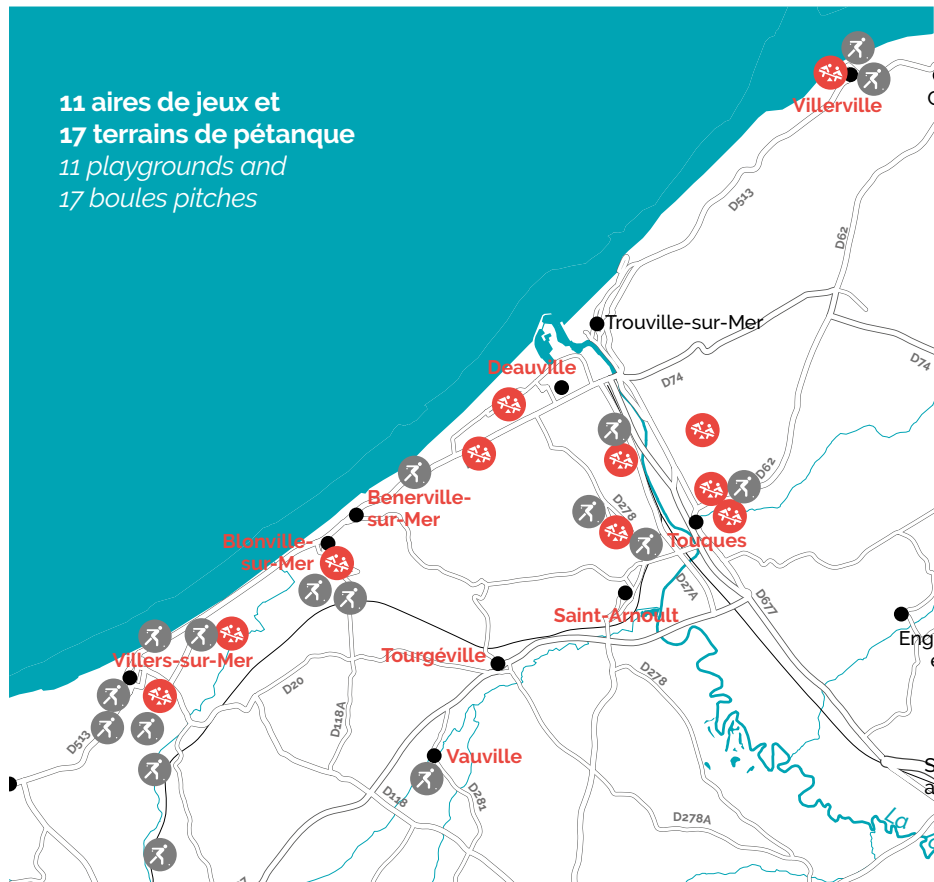 11 aires de jeux et
17 terrains de pétanque
11 playgrounds and
17 boules pitches
Villerville
D513
D62
Trouville-sur-Mer
D74
D74
Deauville
D62
Benerville-
sur-Mer
D278
Blonville-
sur-Mer
Touques
D27A
D677
Saint-Arnoult
Villers-sur-Mer
Tourgéville
D20
D278
D118A
D513
Vauville
D118
D281
D278A
La
Eng